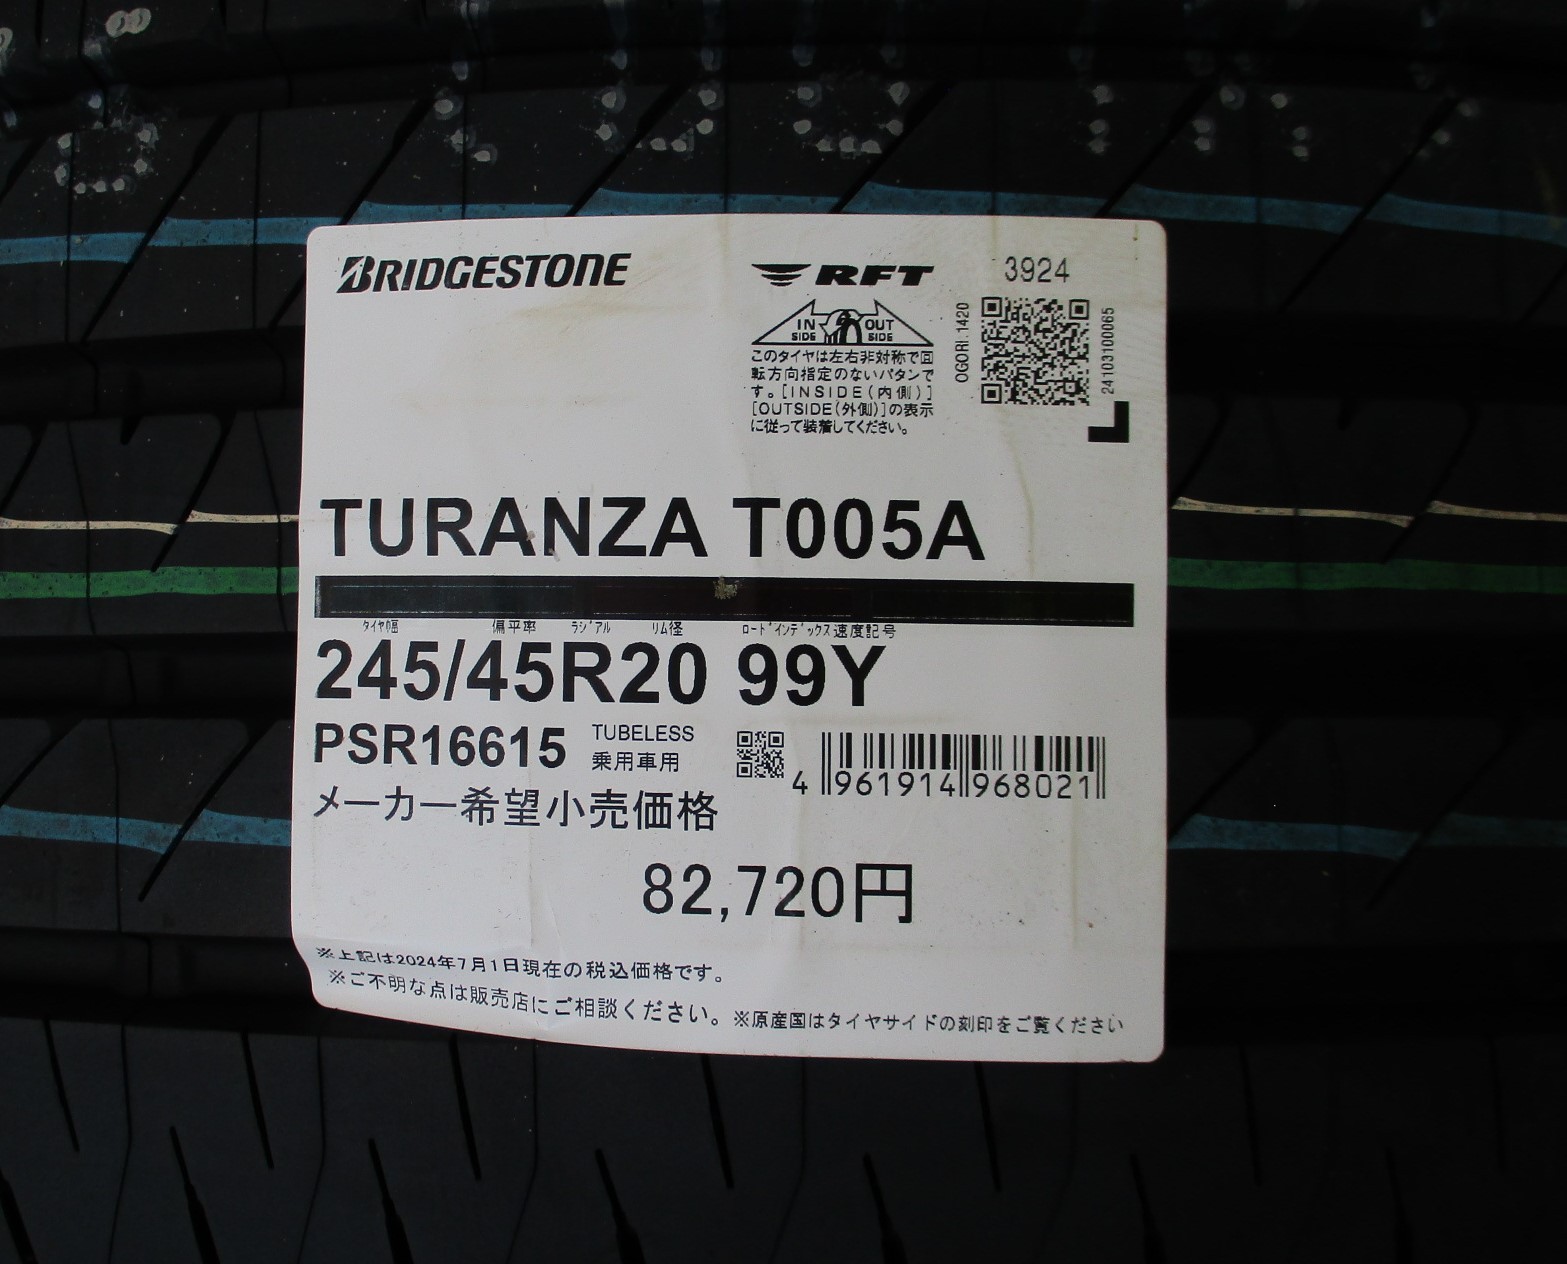 BRIDGESTONE
RFT
3924
IN SIDE OUT SIDE
このタイヤは左右非対称で回
転方向指定のないパタンで
す。[INSIDE(内側)]
[OUTSIDE(外側)]の表示
に従って装着してください。
OGORI.1420
24103100065
L
TURANZA T005A
タイヤ幅 偏平率 ラジアル リム径 ロードインデックス 速度記号
245/45R20 99Y
PSR16615 TUBELESS
乗用車用
4 961914 968021
メーカー希望小売価格
82,720円
※上記は2024年7月1日現在の税込価格です。
※ご不明な点は販売店にご相談ください。※原産国はタイヤサイドの刻印をご覧ください